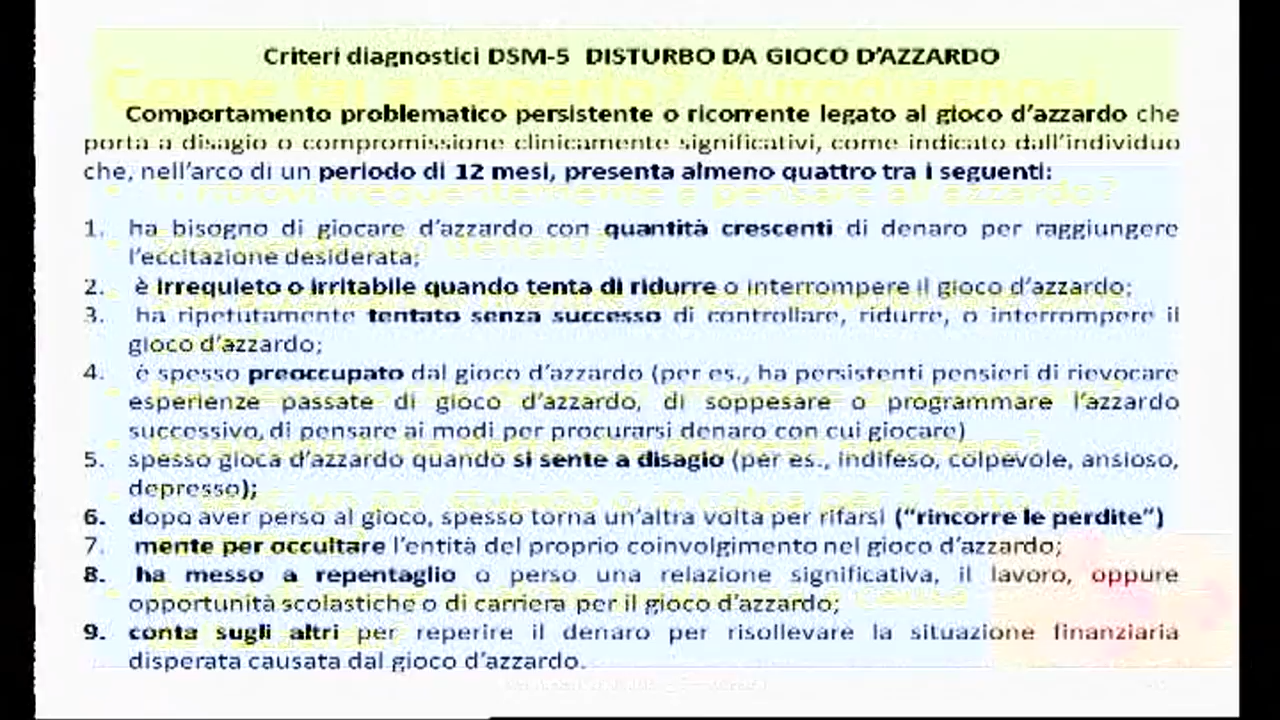 Criteri diagnostici DSM-5 DISTURBO DA GIOCO D'AZZARDO
Comportamento problematico persistente o ricorrente legato al gioco d'azzardo che
porta a disagio o compromissione clinicamente significativi, come indicato dall'individuo
che, nell'arco di un periodo di 12 mesi, presenta almeno quattro tra i seguenti:
1. ha bisogno di giocare d'azzardo con quantità crescenti di denaro per raggiungere
l'eccitazione desiderata;
2. è irrequieto o irritabile quando tenta di ridurre o interrompere il gioco d'azzardo;
3. ha ripetutamente tentato senza successo di controllare, ridurre, o interrompere il
gioco d'azzardo;
4. è spesso preoccupato dal gioco d'azzardo (per es., ha persistenti pensieri di rievocare
esperienze passate di gioco d'azzardo, di soppesare o programmare l'azzardo
successivo, di pensare ai modi per procurarsi denaro con cui giocare)
5. spesso gioca d'azzardo quando si sente a disagio (per es., indifeso, colpevole, ansioso,
depresso);
6. dopo aver perso al gioco, spesso torna un'altra volta per rifarsi (“rincorre le perdite”)
7. mente per occultare l'entità del proprio coinvolgimento nel gioco d'azzardo;
8. ha messo a repentaglio o perso una relazione significativa, il lavoro, oppure
opportunità scolastiche o di carriera per il gioco d'azzardo;
9. conta sugli altri per reperire il denaro per risollevare la situazione finanziaria
disperata causata dal gioco d'azzardo.
Come fai a saperlo? Autodiagnosi
• Ti ritrovi frequentemente a pensare all'azzardo?